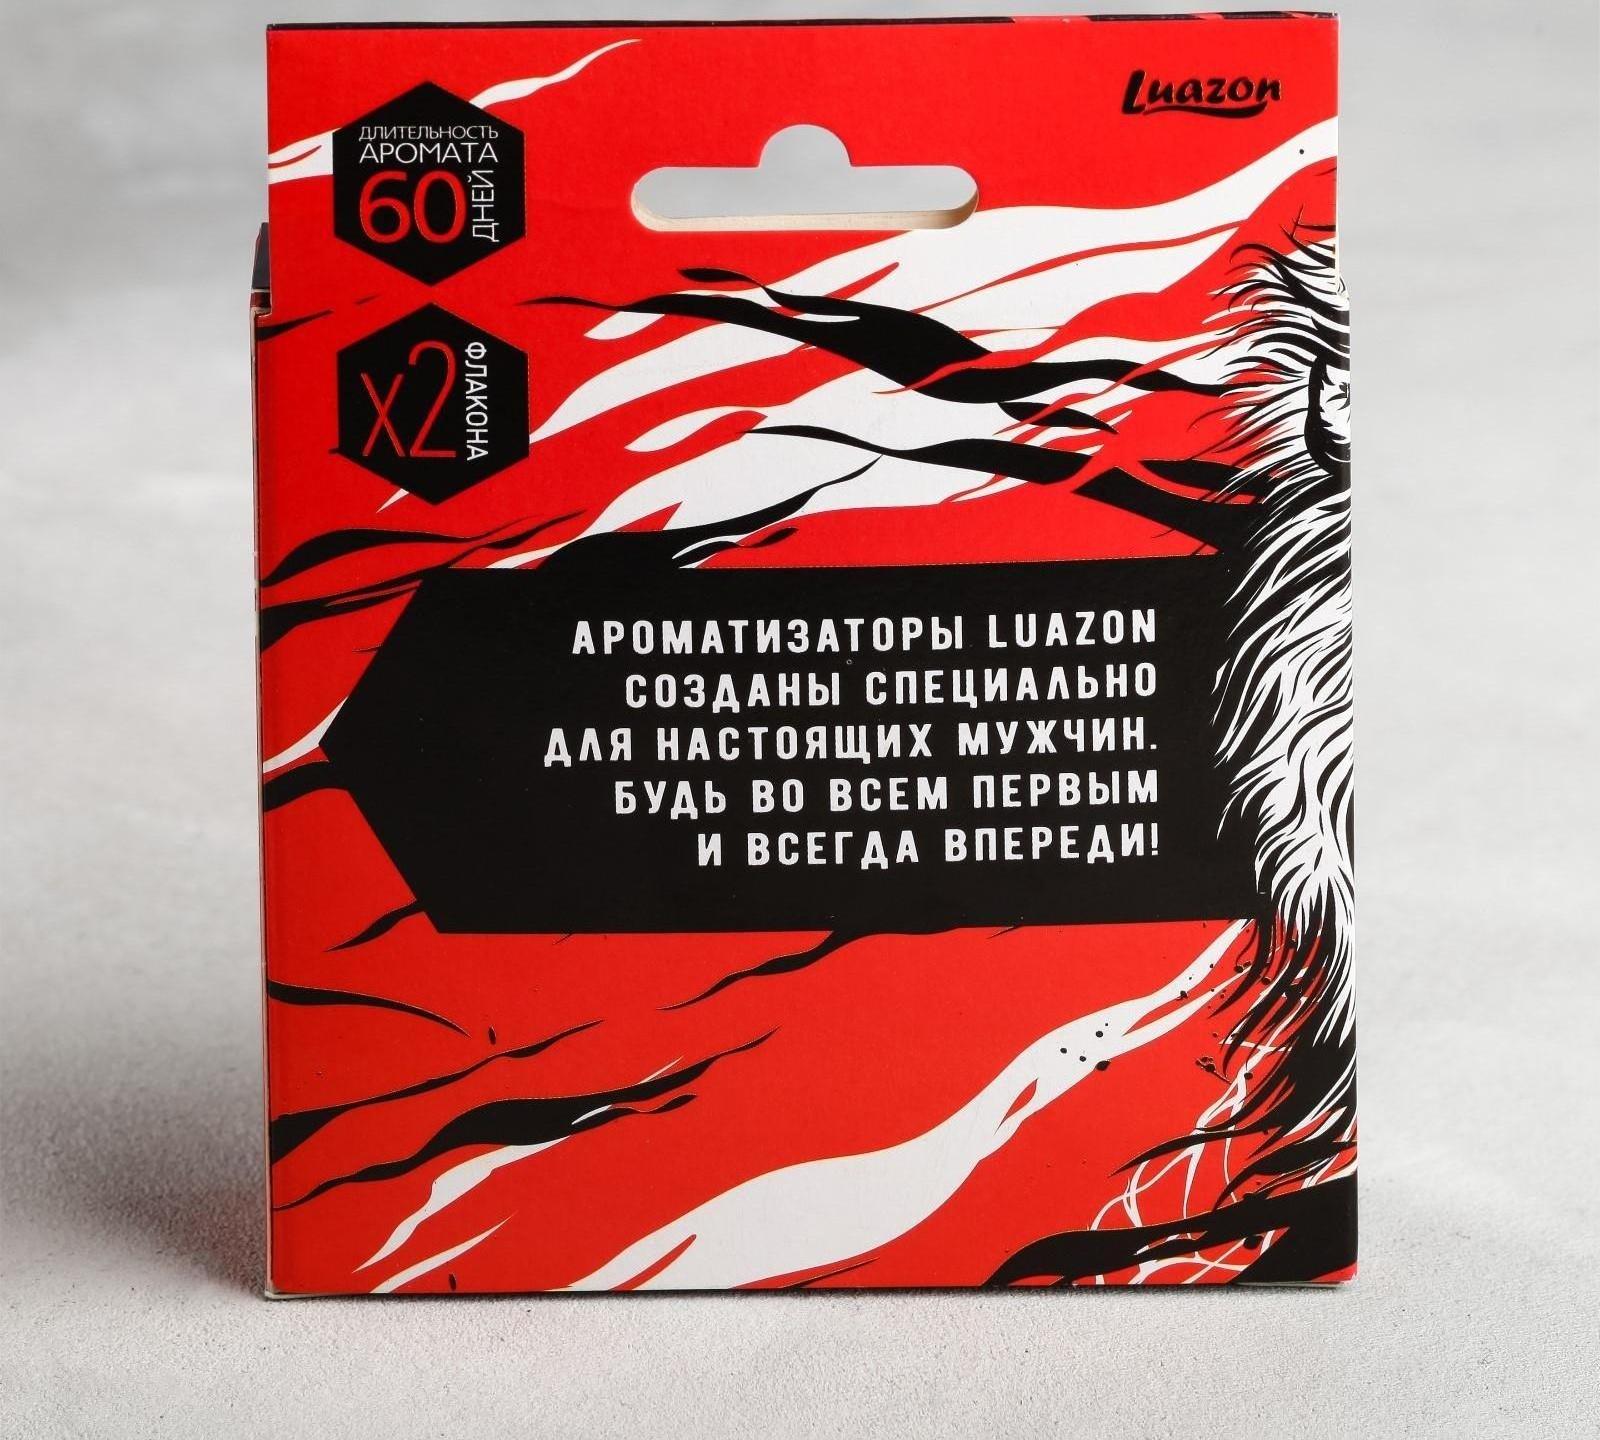 Luazon
ДЛИТЕЛЬНОСТЬ
АРОМАТА
60 ДНЕЙ
x2 ФЛАКОНА
АРОМАТИЗАТОРЫ LUAZON
СОЗДАНЫ СПЕЦИАЛЬНО
ДЛЯ НАСТОЯЩИХ МУЖЧИН.
БУДЬ ВО ВСЕМ ПЕРВЫМ
И ВСЕГДА ВПЕРЕДИ!